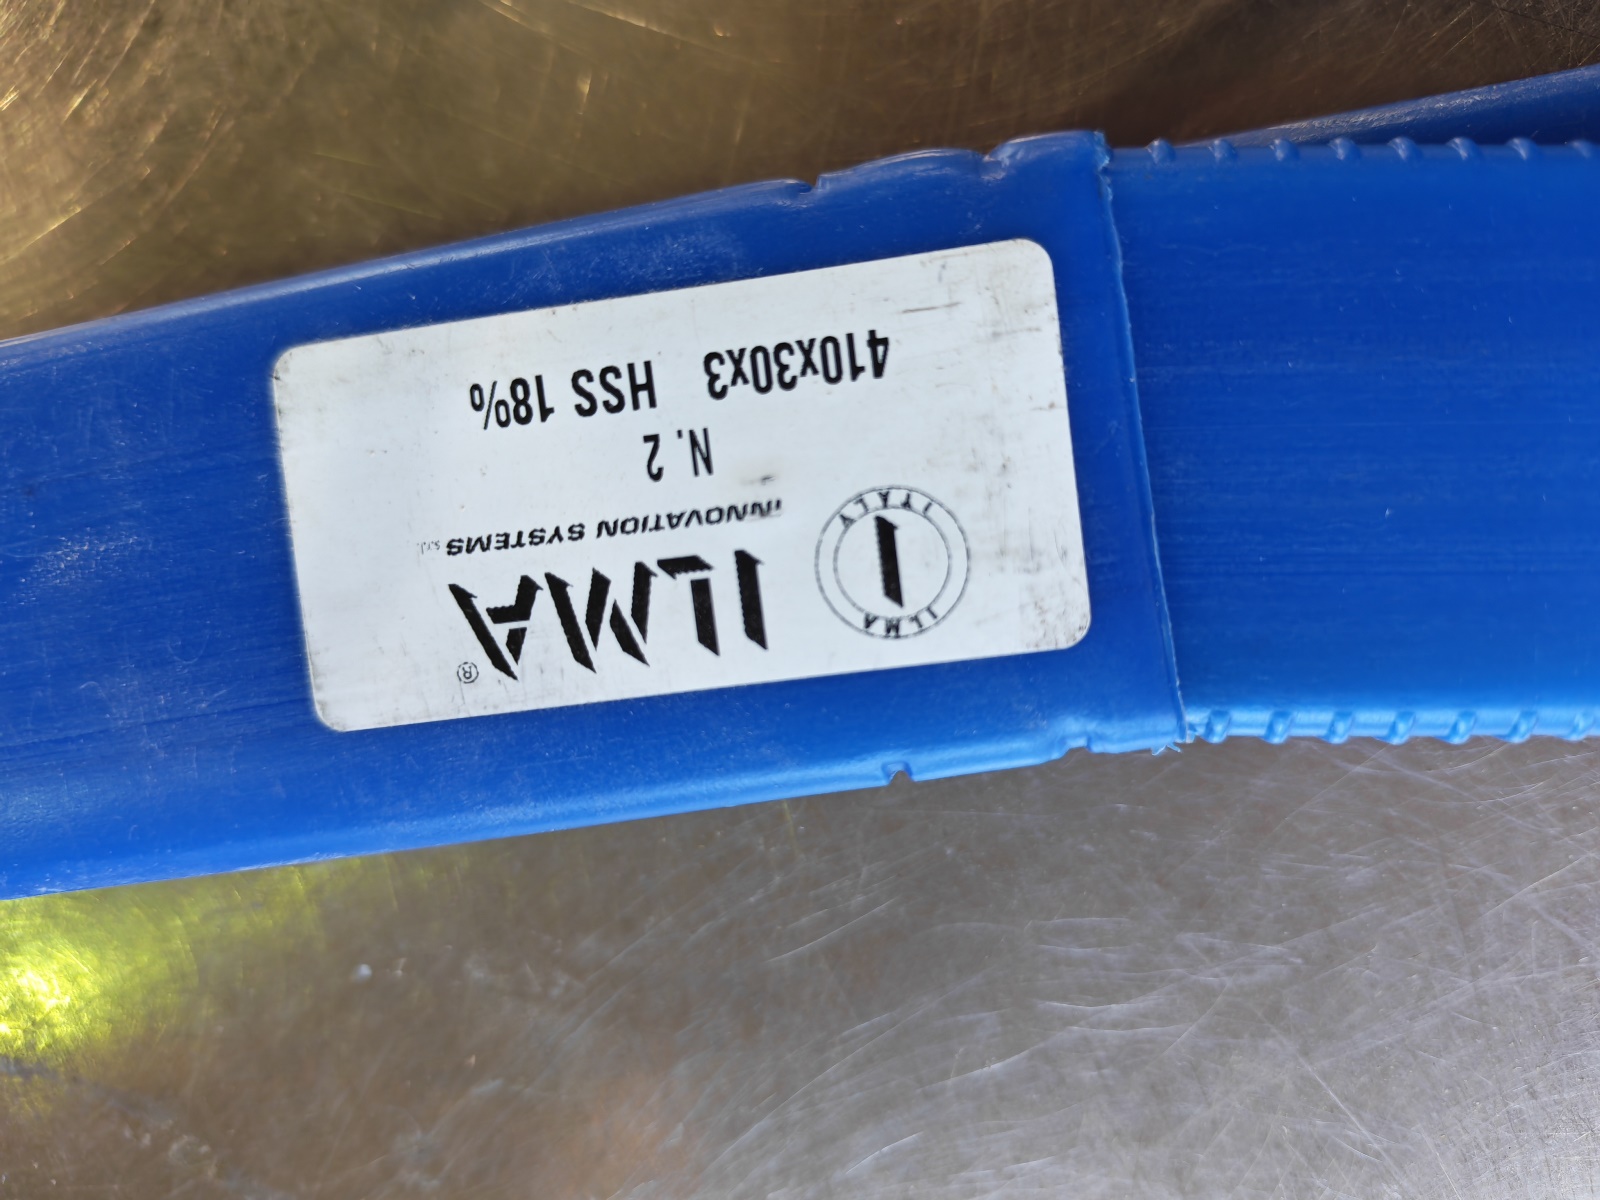 ILMA ITALY
ILMA®
INNOVATION SYSTEMS s.r.l.
N. 2
410x30x3 HSS 18%